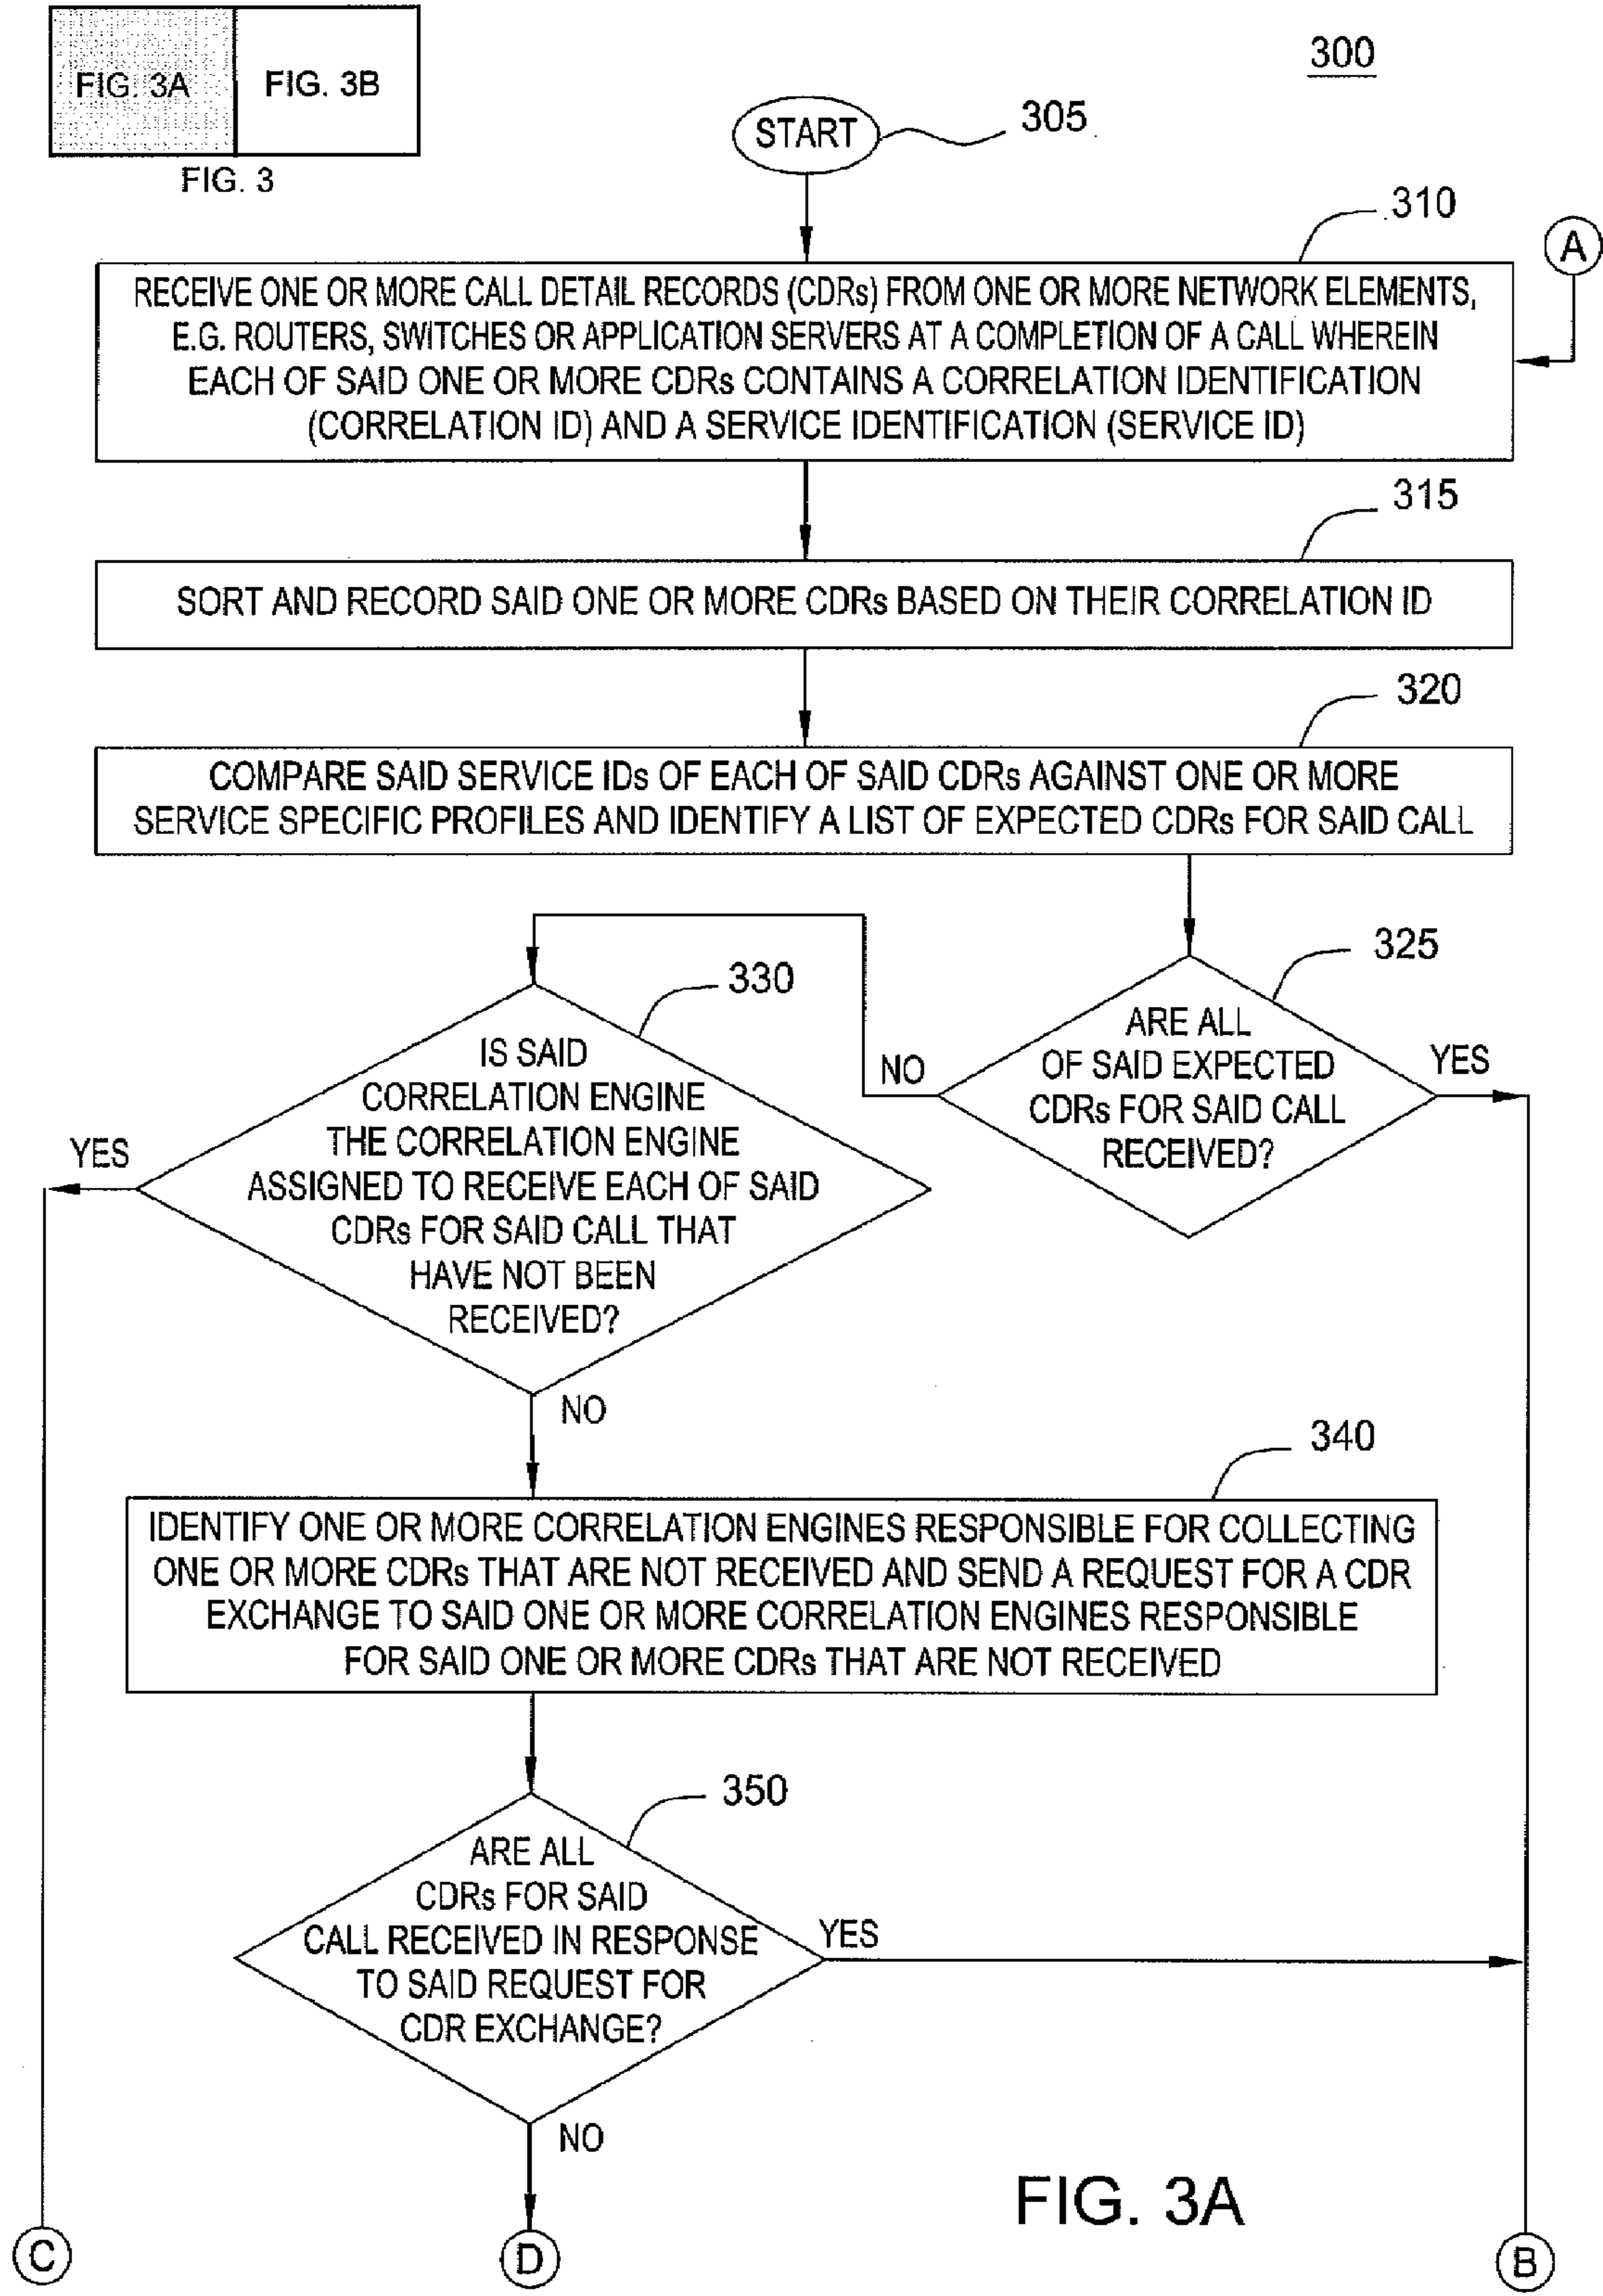 FIG. 3A
FIG. 3B
FIG. 3
300
START
305
310
A
RECEIVE ONE OR MORE CALL DETAIL RECORDS (CDRs) FROM ONE OR MORE NETWORK ELEMENTS,
E.G. ROUTERS, SWITCHES OR APPLICATION SERVERS AT A COMPLETION OF A CALL WHEREIN
EACH OF SAID ONE OR MORE CDRs CONTAINS A CORRELATION IDENTIFICATION
(CORRELATION ID) AND A SERVICE IDENTIFICATION (SERVICE ID)
315
SORT AND RECORD SAID ONE OR MORE CDRs BASED ON THEIR CORRELATION ID
320
COMPARE SAID SERVICE IDs OF EACH OF SAID CDRs AGAINST ONE OR MORE
SERVICE SPECIFIC PROFILES AND IDENTIFY A LIST OF EXPECTED CDRs FOR SAID CALL
325
ARE ALL
OF SAID EXPECTED
CDRs FOR SAID CALL
RECEIVED?
NO
YES
330
IS SAID
CORRELATION ENGINE
THE CORRELATION ENGINE
ASSIGNED TO RECEIVE EACH OF SAID
CDRs FOR SAID CALL THAT
HAVE NOT BEEN
RECEIVED?
YES
NO
340
IDENTIFY ONE OR MORE CORRELATION ENGINES RESPONSIBLE FOR COLLECTING
ONE OR MORE CDRs THAT ARE NOT RECEIVED AND SEND A REQUEST FOR A CDR
EXCHANGE TO SAID ONE OR MORE CORRELATION ENGINES RESPONSIBLE
FOR SAID ONE OR MORE CDRs THAT ARE NOT RECEIVED
350
ARE ALL
CDRs FOR SAID
CALL RECEIVED IN RESPONSE
TO SAID REQUEST FOR
CDR EXCHANGE?
YES
NO
FIG. 3A
C
D
B